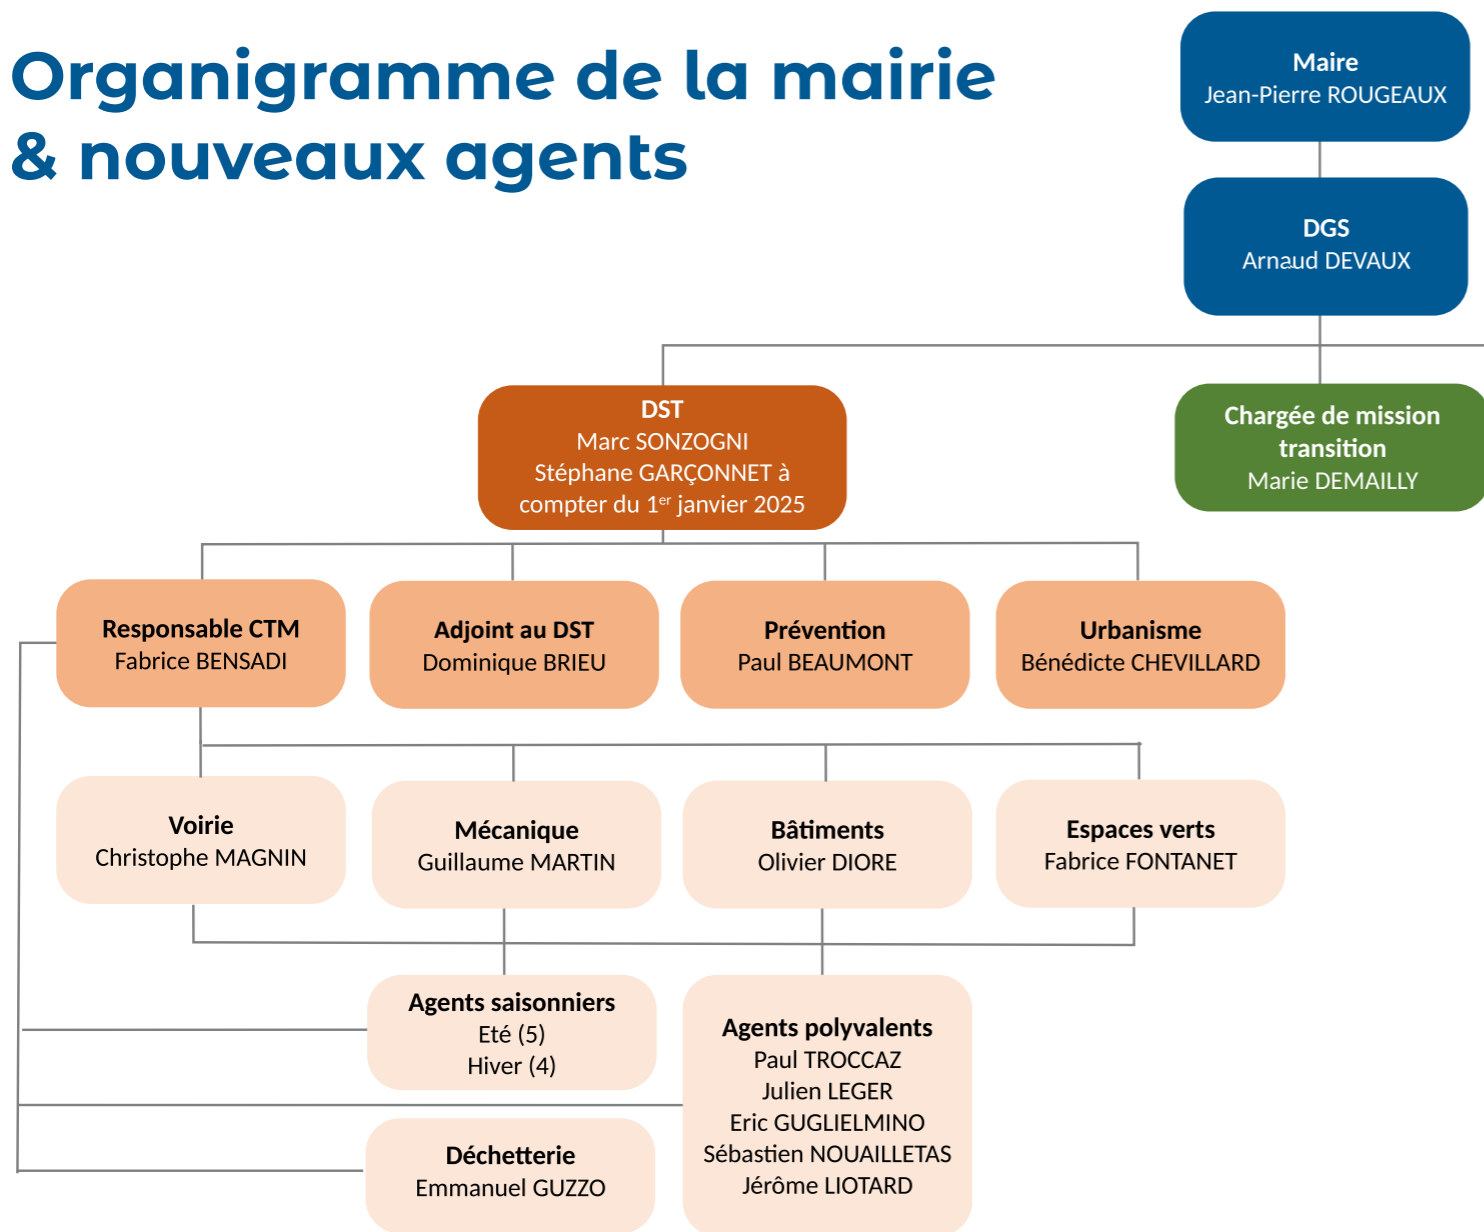 Organigramme de la mairie
& nouveaux agents
Maire
Jean-Pierre ROUGEAUX
DGS
Arnaud DEVAUX
DST
Marc SONZOGNI
Stéphane GARÇONNET à
compter du 1er janvier 2025
Chargée de mission
transition
Marie DEMAILLY
Responsable CTM
Fabrice BENSADI
Adjoint au DST
Dominique BRIEU
Prévention
Paul BEAUMONT
Urbanisme
Bénédicte CHEVILLARD
Voirie
Christophe MAGNIN
Mécanique
Guillaume MARTIN
Bâtiments
Olivier DIORE
Espaces verts
Fabrice FONTANET
Agents saisonniers
Eté (5)
Hiver (4)
Agents polyvalents
Paul TROCCAZ
Julien LEGER
Eric GUGLIELMINO
Sébastien NOUAILLETAS
Jérôme LIOTARD
Déchetterie
Emmanuel GUZZO